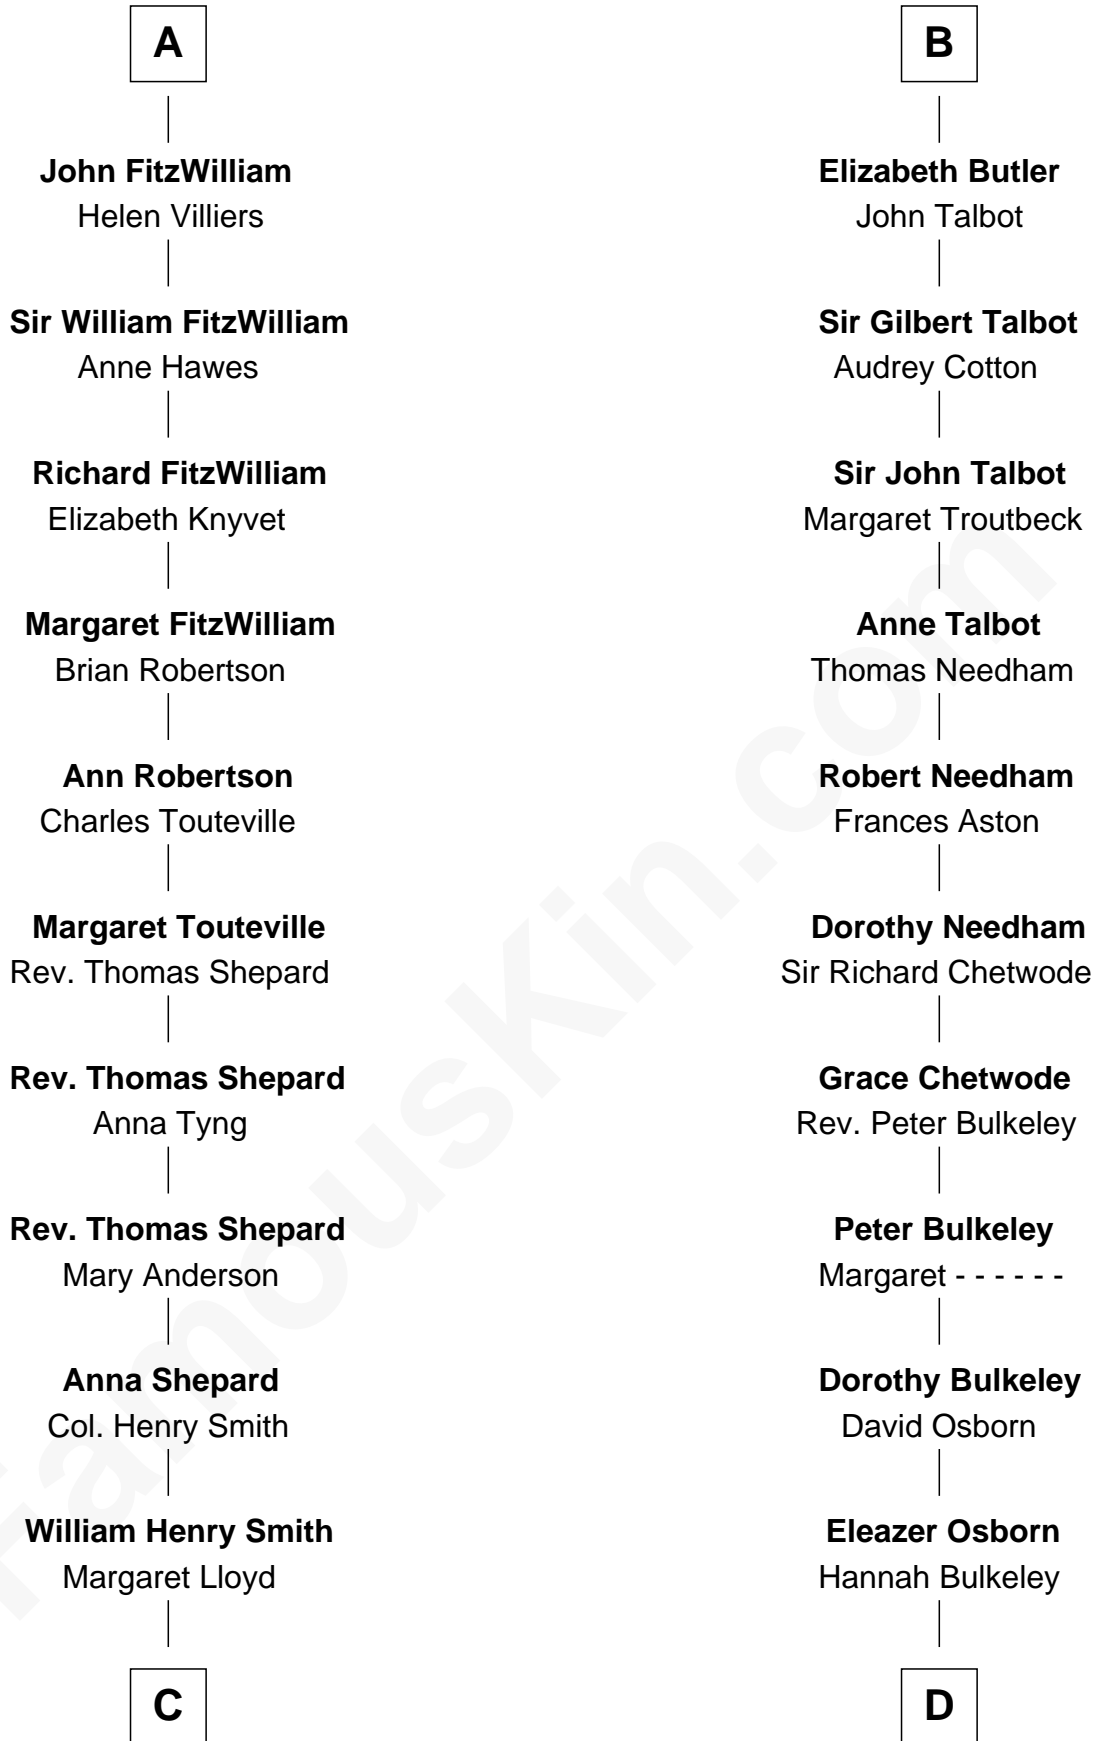 A
John FitzWilliam
Helen Villiers
Sir William FitzWilliam
Anne Hawes
Richard FitzWilliam
Elizabeth Knyvet
Margaret FitzWilliam
Brian Robertson
Ann Robertson
Charles Touteville
Margaret Touteville
Rev. Thomas Shepard
Rev. Thomas Shepard
Anna Tyng
Rev. Thomas Shepard
Mary Anderson
Anna Shepard
Col. Henry Smith
William Henry Smith
Margaret Lloyd
C
B
Elizabeth Butler
John Talbot
Sir Gilbert Talbot
Audrey Cotton
Sir John Talbot
Margaret Troutbeck
Anne Talbot
Thomas Needham
Robert Needham
Frances Aston
Dorothy Needham
Sir Richard Chetwode
Grace Chetwode
Rev. Peter Bulkeley
Peter Bulkeley
Margaret - - - - - -
Dorothy Bulkeley
David Osborn
Eleazer Osborn
Hannah Bulkeley
D
FamousKin.com